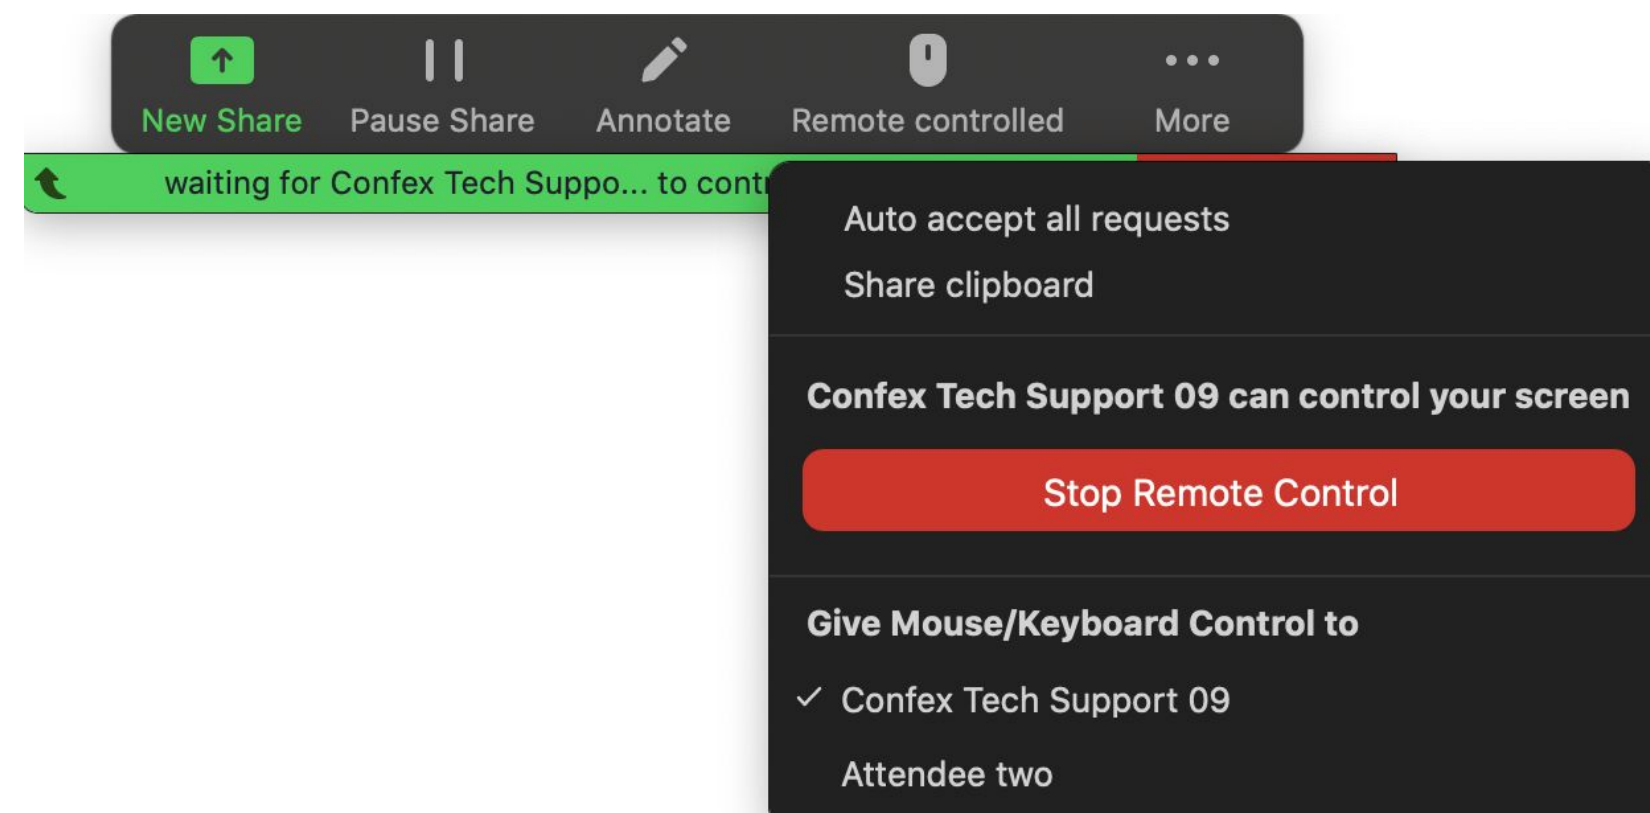 New Share Pause Share Annotate Remote controlled More
waiting for Confex Tech Suppo... to cont
Auto accept all requests
Share clipboard
Confex Tech Support 09 can control your screen
Stop Remote Control
Give Mouse/Keyboard Control to
Confex Tech Support 09
Attendee two